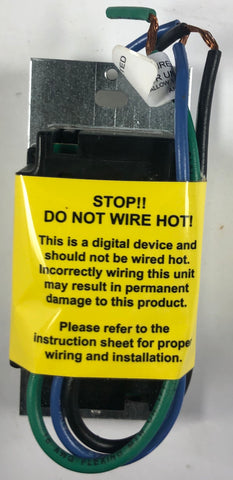 STOP!!
DO NOT WIRE HOT!
This is a digital device and
should not be wired hot.
Incorrectly wiring this unit
may result in permanent
damage to this product.
Please refer to the
instruction sheet for proper
wiring and installation.